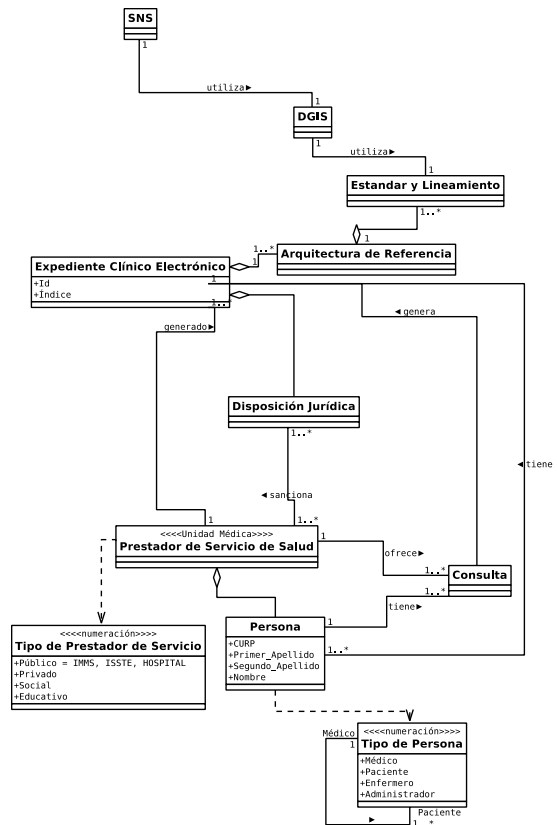 SNS
1
utiliza ►
1
DGIS
1
utiliza ►
1
Estandar y Lineamiento
1..*
1
Arquitectura de Referencia
1..*
1
Expediente Clínico Electrónico
+Id
+Índice
1
1..*
generado ►
◄ genera
Disposición Jurídica
1..*
◄ tiene
◄ sanciona
1
1..*
<<<<Unidad Médica>>>>
Prestador de Servicio de Salud
1
ofrece ►
1..*
Consulta
1..*
tiene ►
1
<<<<numeración>>>>
Tipo de Prestador de Servicio
+Público = IMMS, ISSTE, HOSPITAL
+Privado
+Social
+Educativo
Persona
+CURP
+Primer_Apellido
+Segundo_Apellido
+Nombre
1..*
Médico
1
<<<<numeración>>>>
Tipo de Persona
+Médico
+Paciente
+Enfermero
+Administrador
►
Paciente
1..*